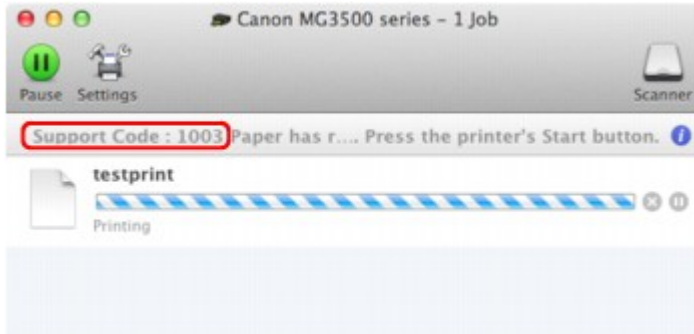 Canon MG3500 series – 1 Job
Pause Settings Scanner
Support Code : 1003 Paper has r.... Press the printer's Start button. i
testprint
Printing